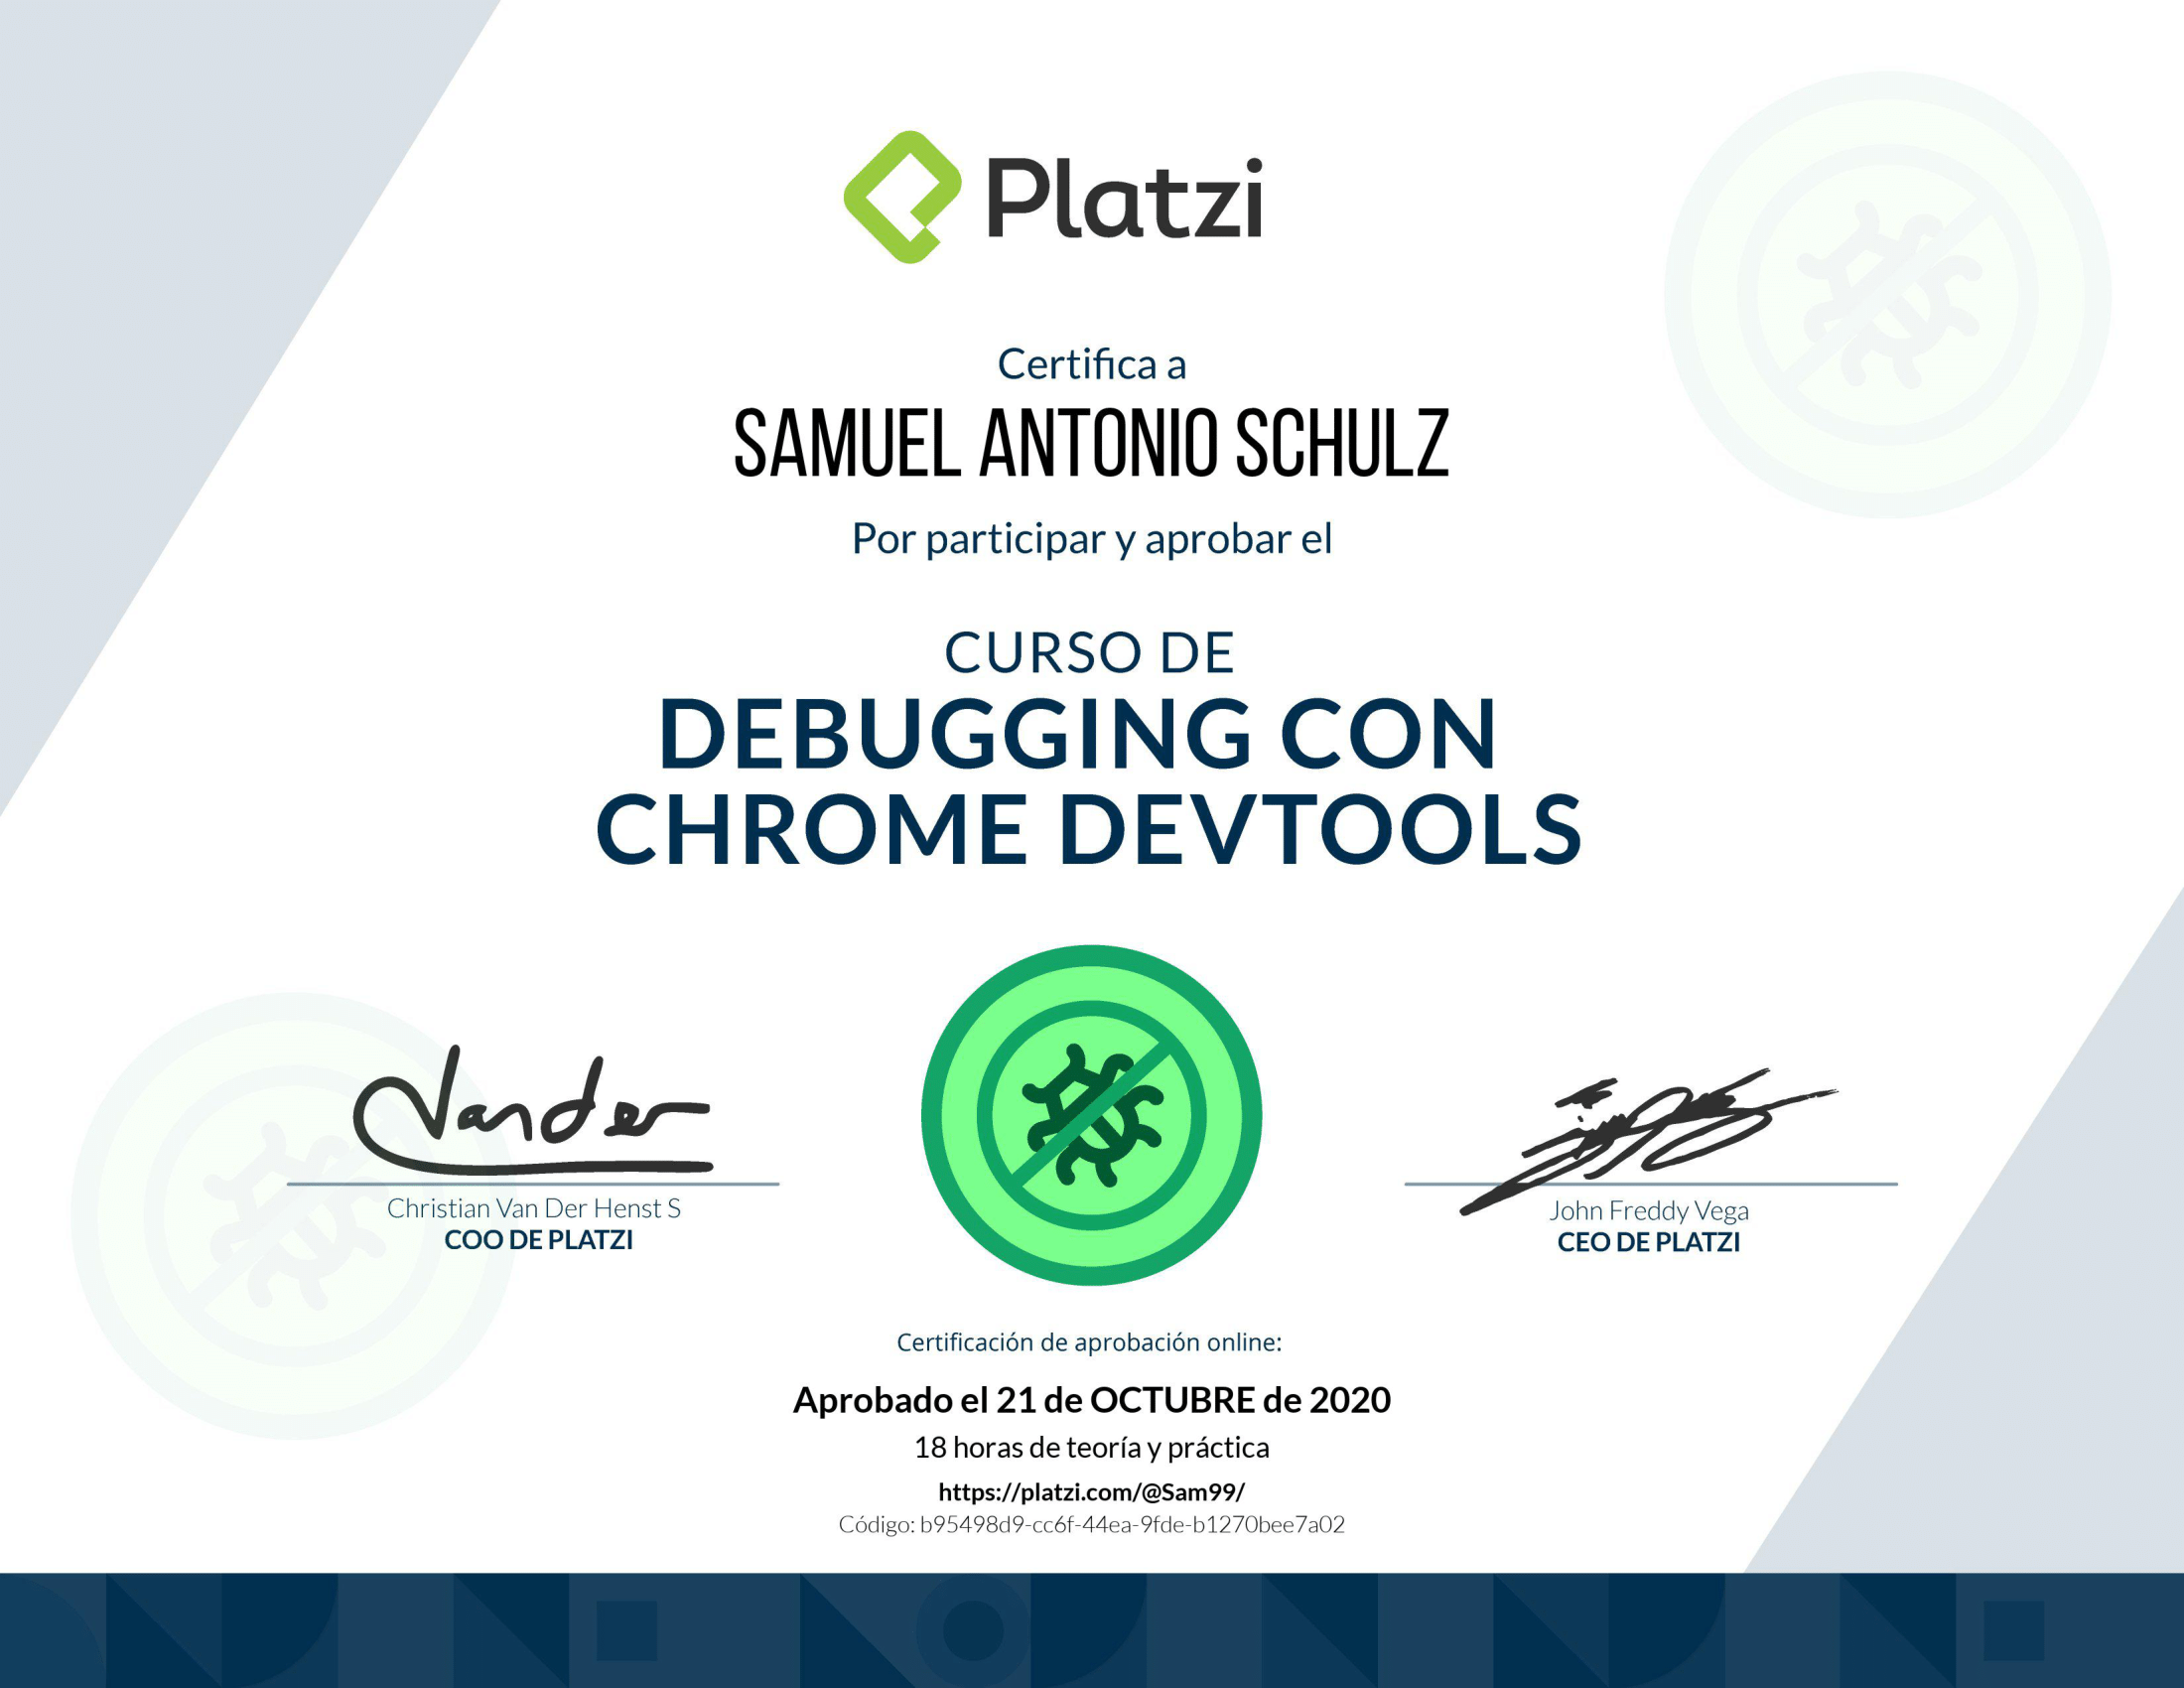 Platzi
Certifica a
SAMUEL ANTONIO SCHULZ
Por participar y aprobar el
CURSO DE
DEBUGGING CON
CHROME DEVTOOLS
Vander
Christian Van Der Henst S
COO DE PLATZI
John Freddy Vega
CEO DE PLATZI
Certificación de aprobación online:
Aprobado el 21 de OCTUBRE de 2020
18 horas de teoría y práctica
https://platzi.com/@Sam99/
Código: b95498d9-cc6f-44ea-9fde-b1270bee7a02